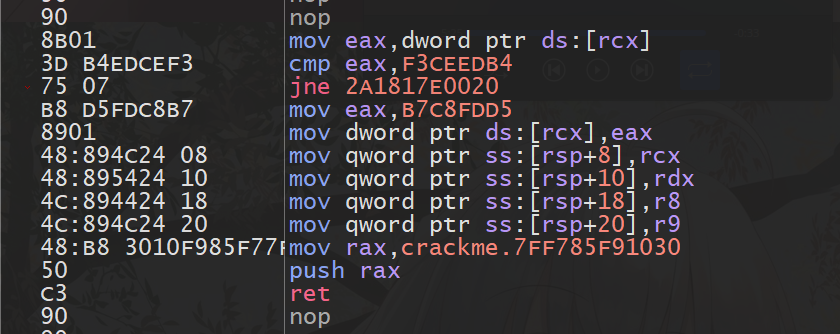 90 nop
8B01 mov eax,dword ptr ds:[rcx]
3D B4EDCEF3 cmp eax,F3CEEDB4
75 07 jne 2A1817E0020
B8 D5FDC8B7 mov eax,B7C8FDD5
8901 mov dword ptr ds:[rcx],eax
48:894C24 08 mov qword ptr ss:[rsp+8],rcx
48:895424 10 mov qword ptr ss:[rsp+10],rdx
4C:894424 18 mov qword ptr ss:[rsp+18],r8
4C:894C24 20 mov qword ptr ss:[rsp+20],r9
48:B8 3010F985F77F mov rax,crackme.7FF785F91030
50 push rax
C3 ret
90 nop